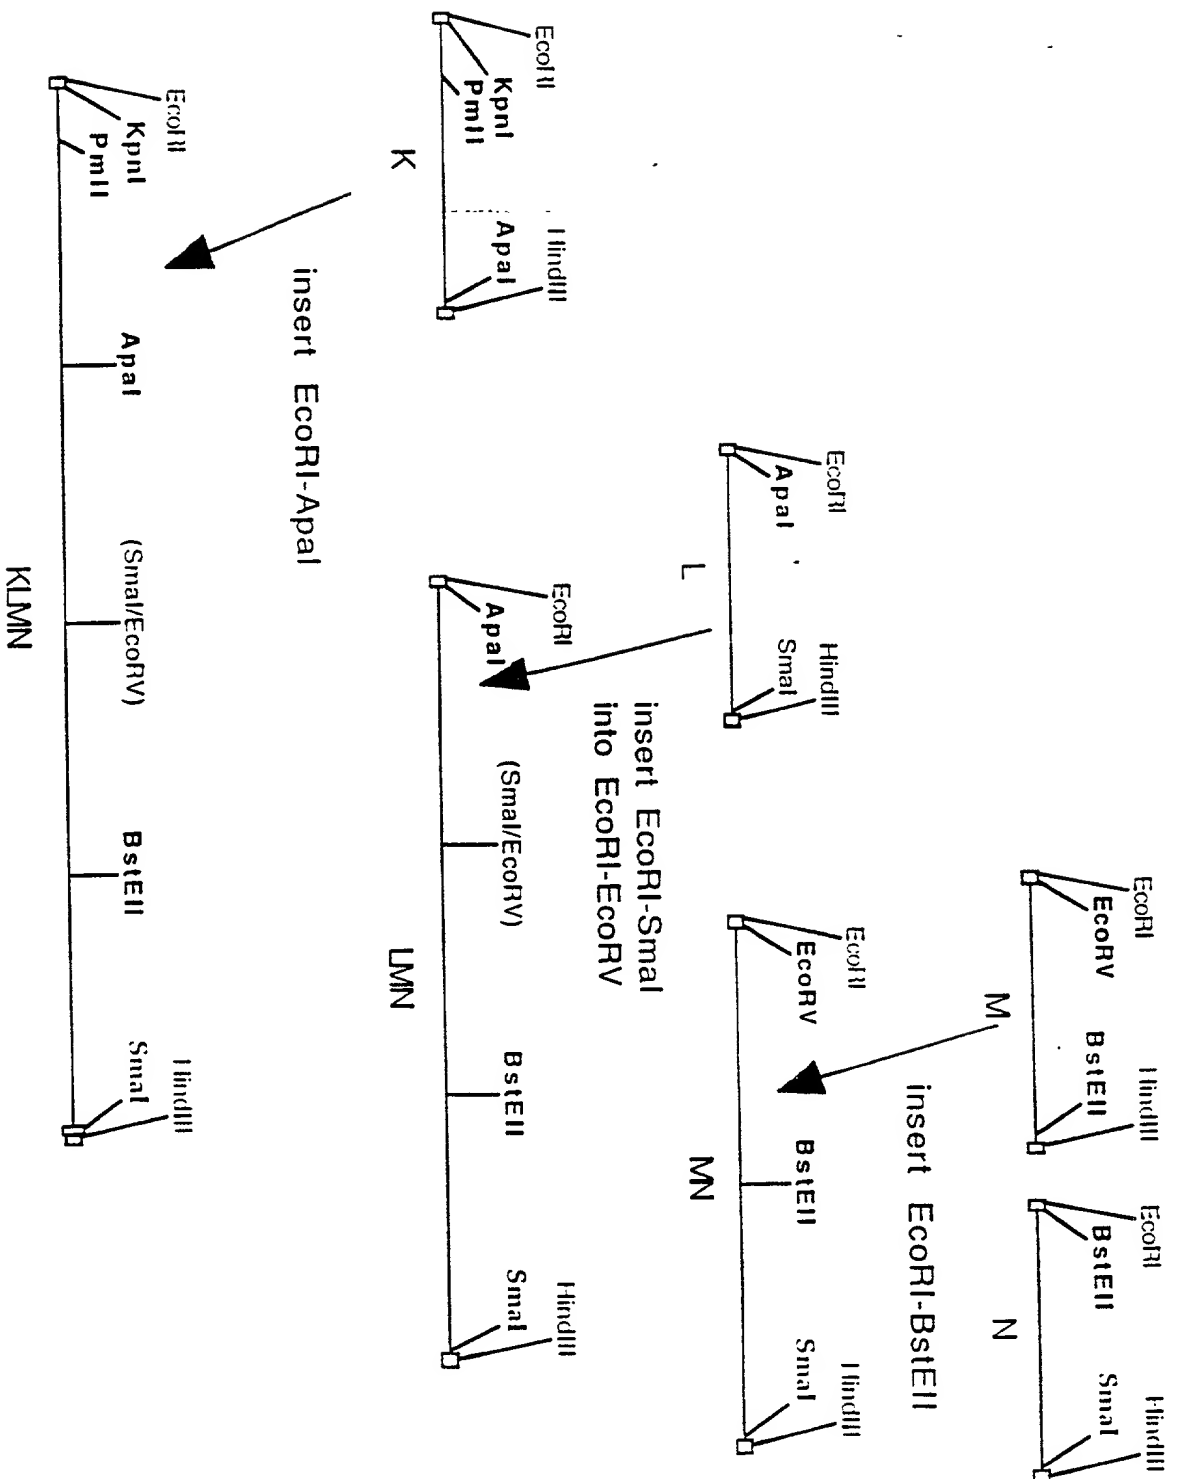 EcoRI
HindIII
EcoRI
HindIII
EcoRV
BstEII
BstEII
SmaI
M
N
insert EcoRI-BstEII
EcoRI
HindIII
EcoRI
HindIII
ApaI
SmaI
EcoRV
BstEII
SmaI
L
MN
insert EcoRI-SmaI
into EcoRI-EcoRV
EcoRI
HindIII
EcoRI
HindIII
KpnI
PmlI
ApaI
ApaI
(SmaI/EcoRV)
BstEII
SmaI
K
LMN
insert EcoRI-ApaI
EcoRI
HindIII
KpnI
PmlI
ApaI
(SmaI/EcoRV)
BstEII
SmaI
KLMN